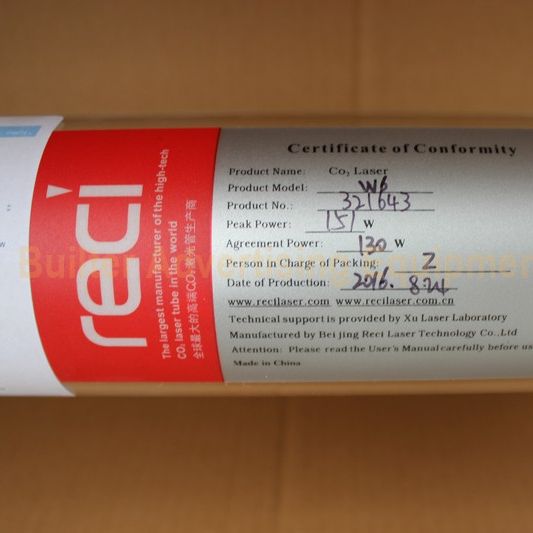 reci
The largest manufacturer of the high-tech
CO₂ laser tube in the world
全球最大的高端CO₂激光管生产商
Certificate of Conformity
Product Name: Co₂ Laser
Product Model: W6
Product No.: 321643
Peak Power: 151 W
Agreement Power: 130 W
Person in Charge of Packing: Z
Date of Production: 2016. 8.24
www.recilaser.com www.recilaser.com.cn
Technical support is provided by Xu Laser Laboratory
Manufactured by Bei jing Reci Laser Technology Co.,Ltd
Attention: Please read the User's Manual carefully before us
Made in China